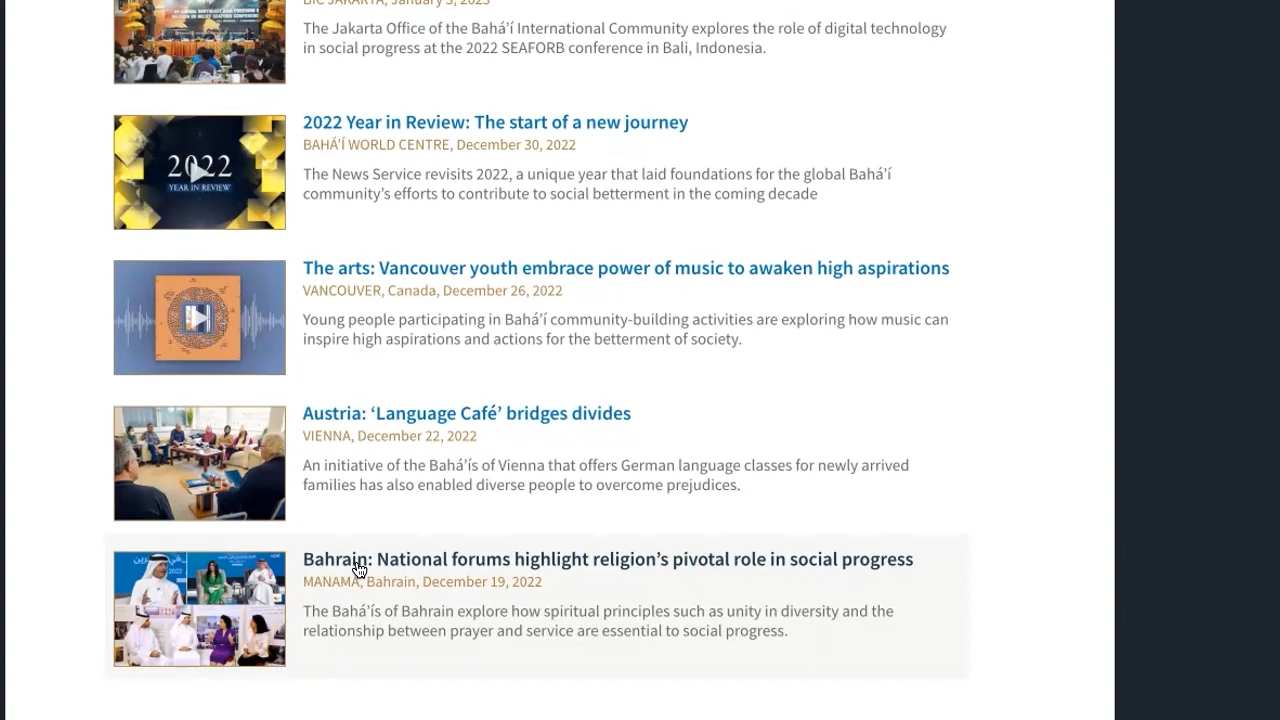 BIC JAKARTA, January 5, 2023
The Jakarta Office of the Bahá’í International Community explores the role of digital technology
in social progress at the 2022 SEAFORB conference in Bali, Indonesia.
2022 Year in Review: The start of a new journey
BAHÁ’Í WORLD CENTRE, December 30, 2022
2022
YEAR IN REVIEW
The News Service revisits 2022, a unique year that laid foundations for the global Bahá’í
community’s efforts to contribute to social betterment in the coming decade
The arts: Vancouver youth embrace power of music to awaken high aspirations
VANCOUVER, Canada, December 26, 2022
Young people participating in Bahá’í community-building activities are exploring how music can
inspire high aspirations and actions for the betterment of society.
Austria: ‘Language Café’ bridges divides
VIENNA, December 22, 2022
An initiative of the Bahá’ís of Vienna that offers German language classes for newly arrived
families has also enabled diverse people to overcome prejudices.
Bahrain: National forums highlight religion’s pivotal role in social progress
MANAMA, Bahrain, December 19, 2022
2022
The Bahá’ís of Bahrain explore how spiritual principles such as unity in diversity and the
relationship between prayer and service are essential to social progress.